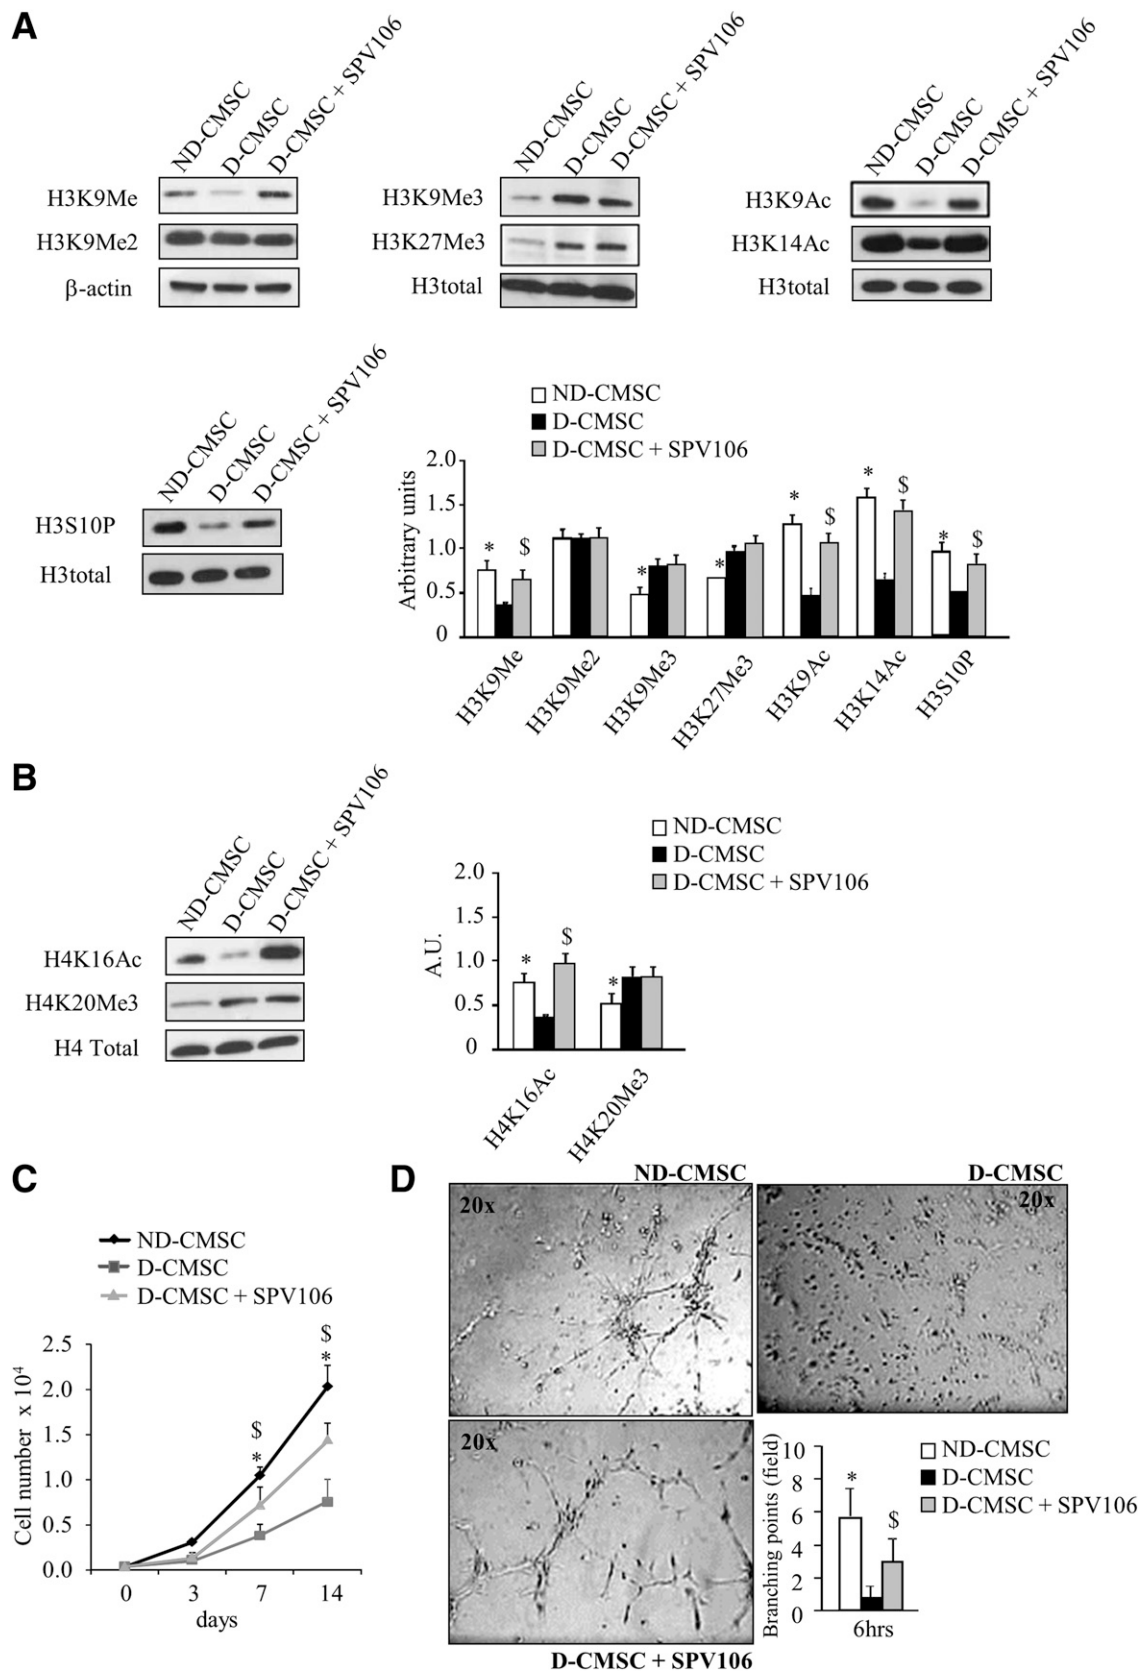 A
ND-CMSC
D-CMSC
D-CMSC + SPV106
H3K9Me
H3K9Me2
β-actin
ND-CMSC
D-CMSC
D-CMSC + SPV106
H3K9Me3
H3K27Me3
H3total
ND-CMSC
D-CMSC
D-CMSC + SPV106
H3K9Ac
H3K14Ac
H3total
ND-CMSC
D-CMSC
D-CMSC + SPV106
H3S10P
H3total
ND-CMSC
D-CMSC
D-CMSC + SPV106
Arbitrary units
2.0
1.5
1.0
0.5
0
* $
*
*
* $
* $
* $
H3K9Me
H3K9Me2
H3K9Me3
H3K27Me3
H3K9Ac
H3K14Ac
H3S10P
B
ND-CMSC
D-CMSC
D-CMSC + SPV106
H4K16Ac
H4K20Me3
H4 Total
ND-CMSC
D-CMSC
D-CMSC + SPV106
A.U.
2.0
1.5
1.0
0.5
0
* $
*
H4K16Ac
H4K20Me3
C
ND-CMSC
D-CMSC
D-CMSC + SPV106
Cell number x 10⁴
2.5
2.0
1.5
1.0
0.5
0.0
$
*
$
*
0 3 7 14
days
D
ND-CMSC
20x
D-CMSC
20x
20x
D-CMSC + SPV106
ND-CMSC
D-CMSC
D-CMSC + SPV106
Branching points (field)
10
8
6
4
2
0
* $
6hrs